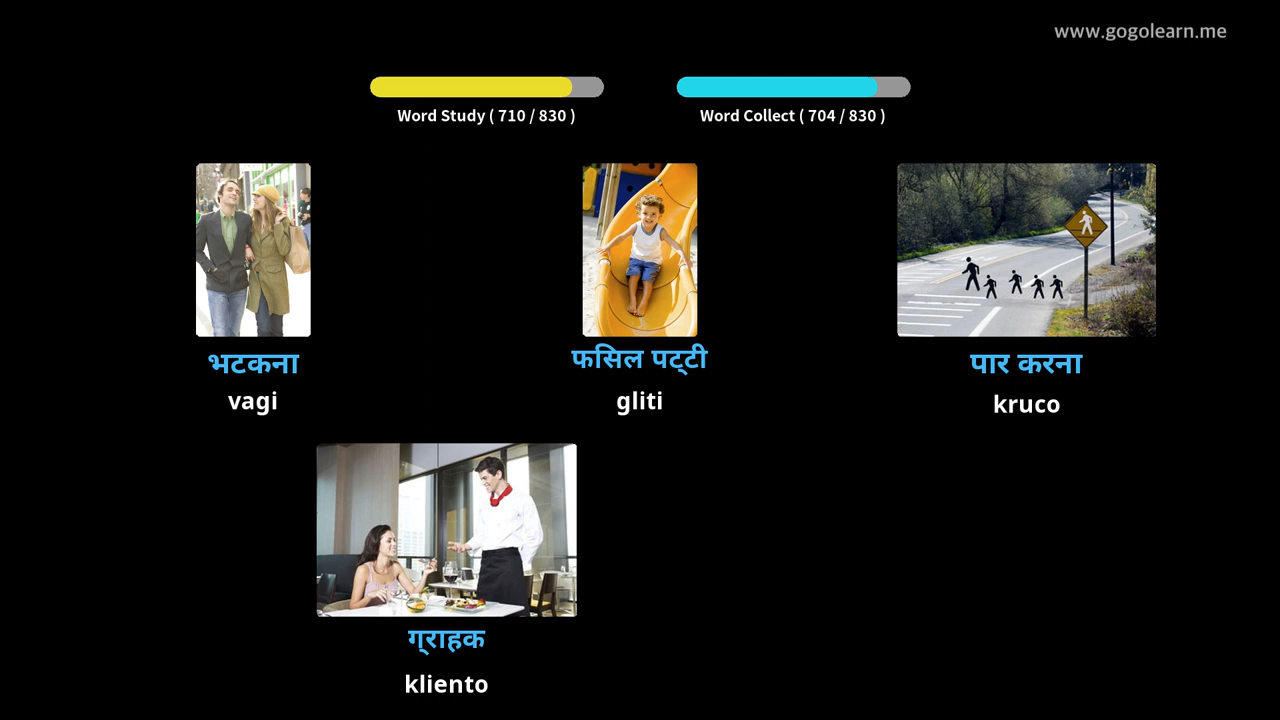 www.gogolearn.me
Word Study ( 710 / 830 )
Word Collect ( 704 / 830 )
भटकना
फसिल पट्टी
पार करना
vagi
gliti
kruco
ग्राहक
kliento